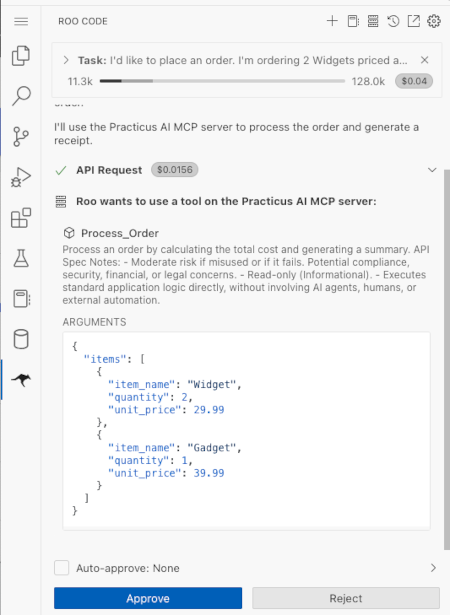 ROO CODE
Task: I'd like to place an order. I'm ordering 2 Widgets priced a...
11.3k 128.0k $0.04
order.
I'll use the Practicus AI MCP server to process the order and generate a
receipt.
API Request $0.0156
Roo wants to use a tool on the Practicus AI MCP server:
Process_Order
Process an order by calculating the total cost and generating a summary. API
Spec Notes: - Moderate risk if misused or if it fails. Potential compliance,
security, financial, or legal concerns. - Read-only (Informational). - Executes
standard application logic directly, without involving AI agents, humans, or
external automation.
ARGUMENTS
{
"items": [
{
"item_name": "Widget",
"quantity": 2,
"unit_price": 29.99
},
{
"item_name": "Gadget",
"quantity": 1,
"unit_price": 39.99
}
]
}
Auto-approve: None
Approve Reject